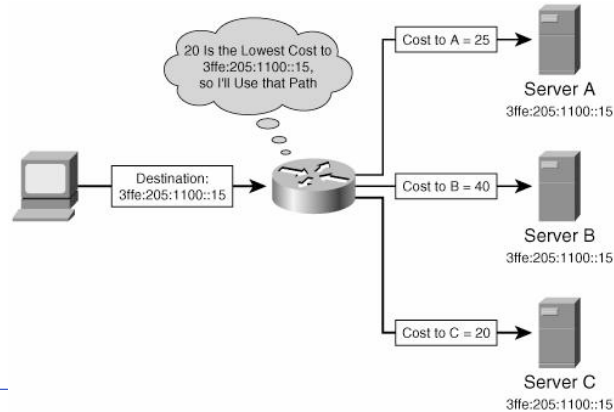 20 Is the Lowest Cost to
3ffe:205:1100::15,
so I'll Use that Path
Cost to A = 25
Server A
3ffe:205:1100::15
Destination:
3ffe:205:1100::15
Cost to B = 40
Server B
3ffe:205:1100::15
Cost to C = 20
Server C
3ffe:205:1100::15